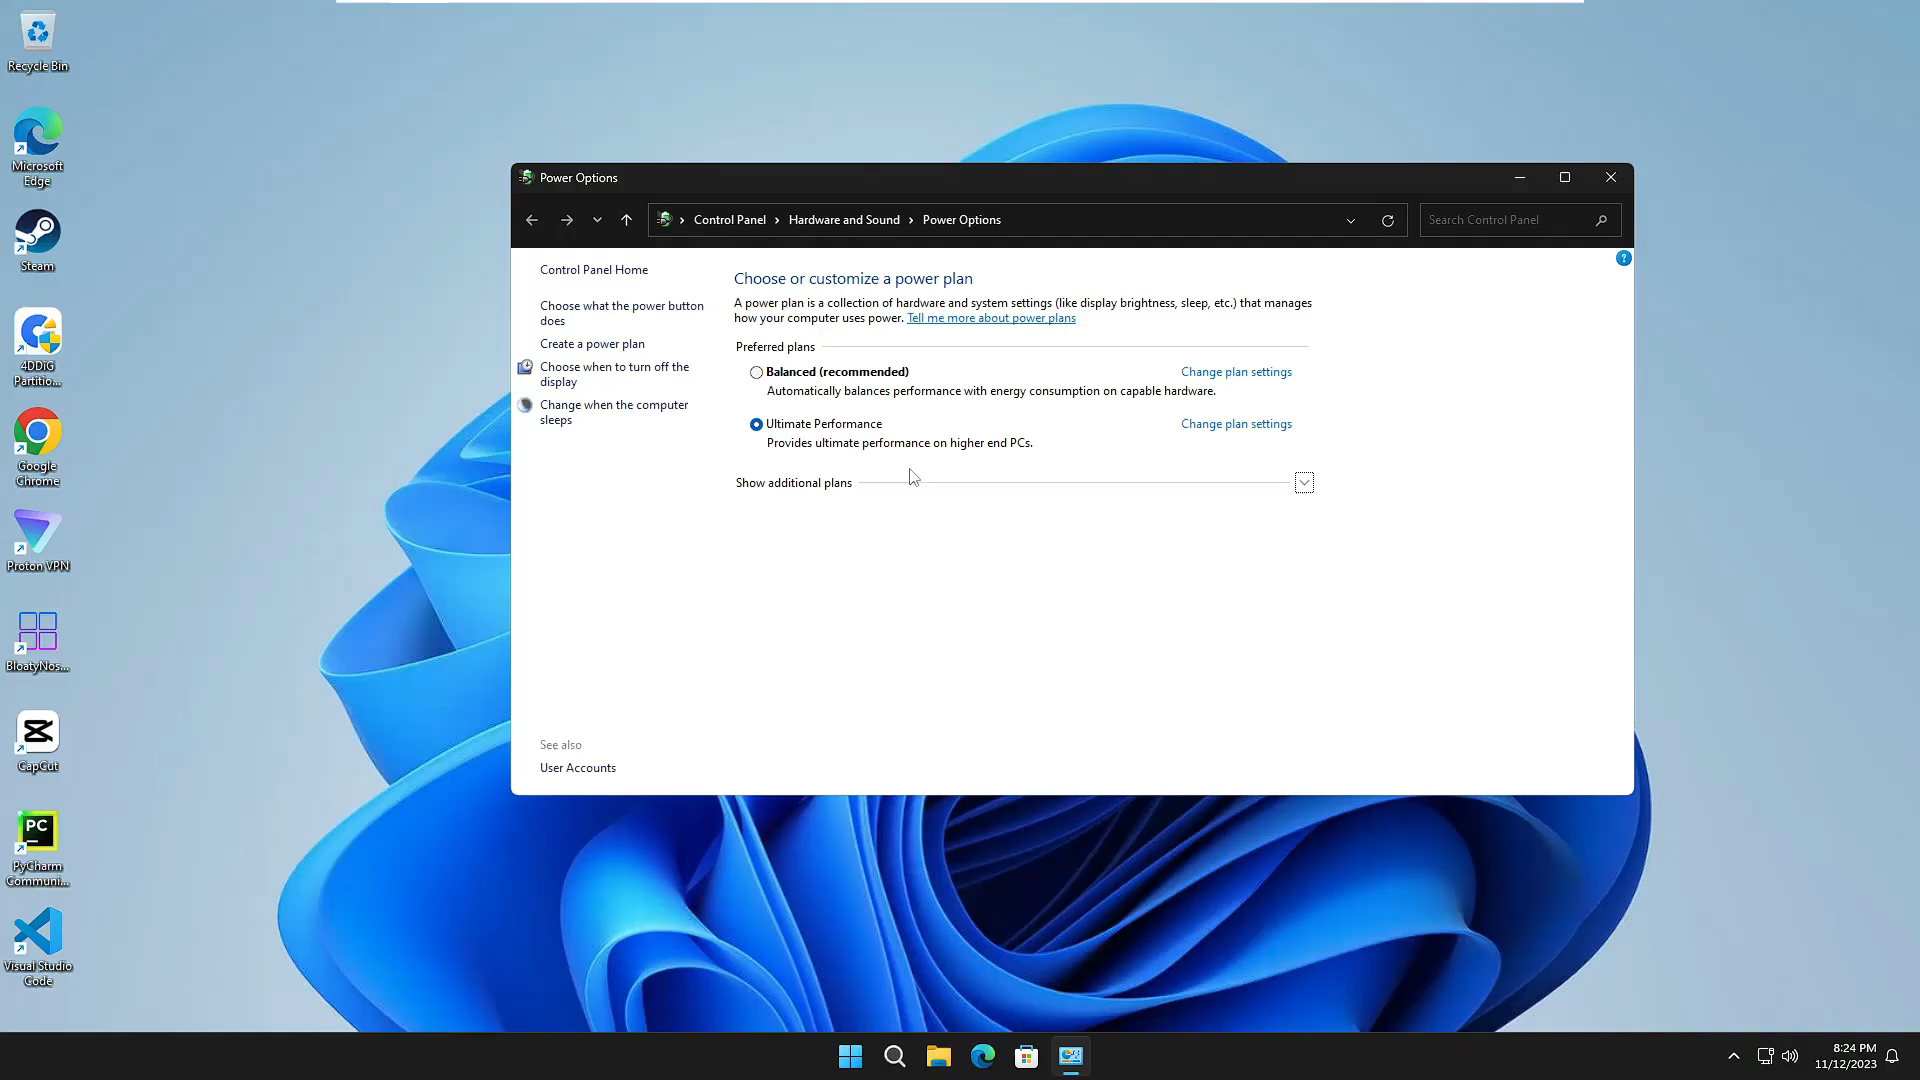 Recycle Bin
Microsoft
Edge
Steam
4DDiG
Partitio...
Google
Chrome
Proton VPN
BloatyNos...
CapCut
PC
PyCharm
Communi...
Visual Studio
Code
Power Options
Control Panel
Hardware and Sound
Power Options
Search Control Panel
?
Control Panel Home
Choose what the power button
does
Create a power plan
Choose when to turn off the
display
Change when the computer
sleeps
See also
User Accounts
Choose or customize a power plan
A power plan is a collection of hardware and system settings (like display brightness, sleep, etc.) that manages
how your computer uses power. Tell me more about power plans
Preferred plans
Balanced (recommended) Change plan settings
Automatically balances performance with energy consumption on capable hardware.
Ultimate Performance Change plan settings
Provides ultimate performance on higher end PCs.
Show additional plans
8:24 PM
11/12/2023